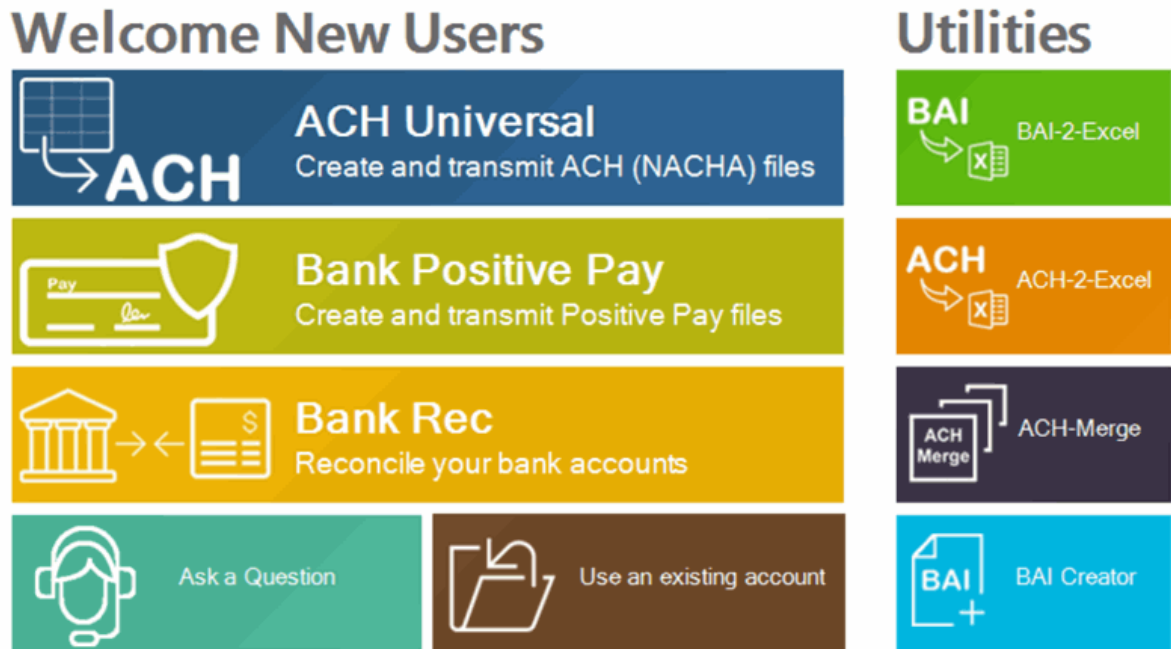 Welcome New Users
ACH
ACH Universal
Create and transmit ACH (NACHA) files
Pay
Bank Positive Pay
Create and transmit Positive Pay files
$
Bank Rec
Reconcile your bank accounts
Ask a Question
Use an existing account
Utilities
BAI
X
BAI-2-Excel
ACH
X
ACH-2-Excel
ACH
Merge
ACH-Merge
BAI
+
BAI Creator